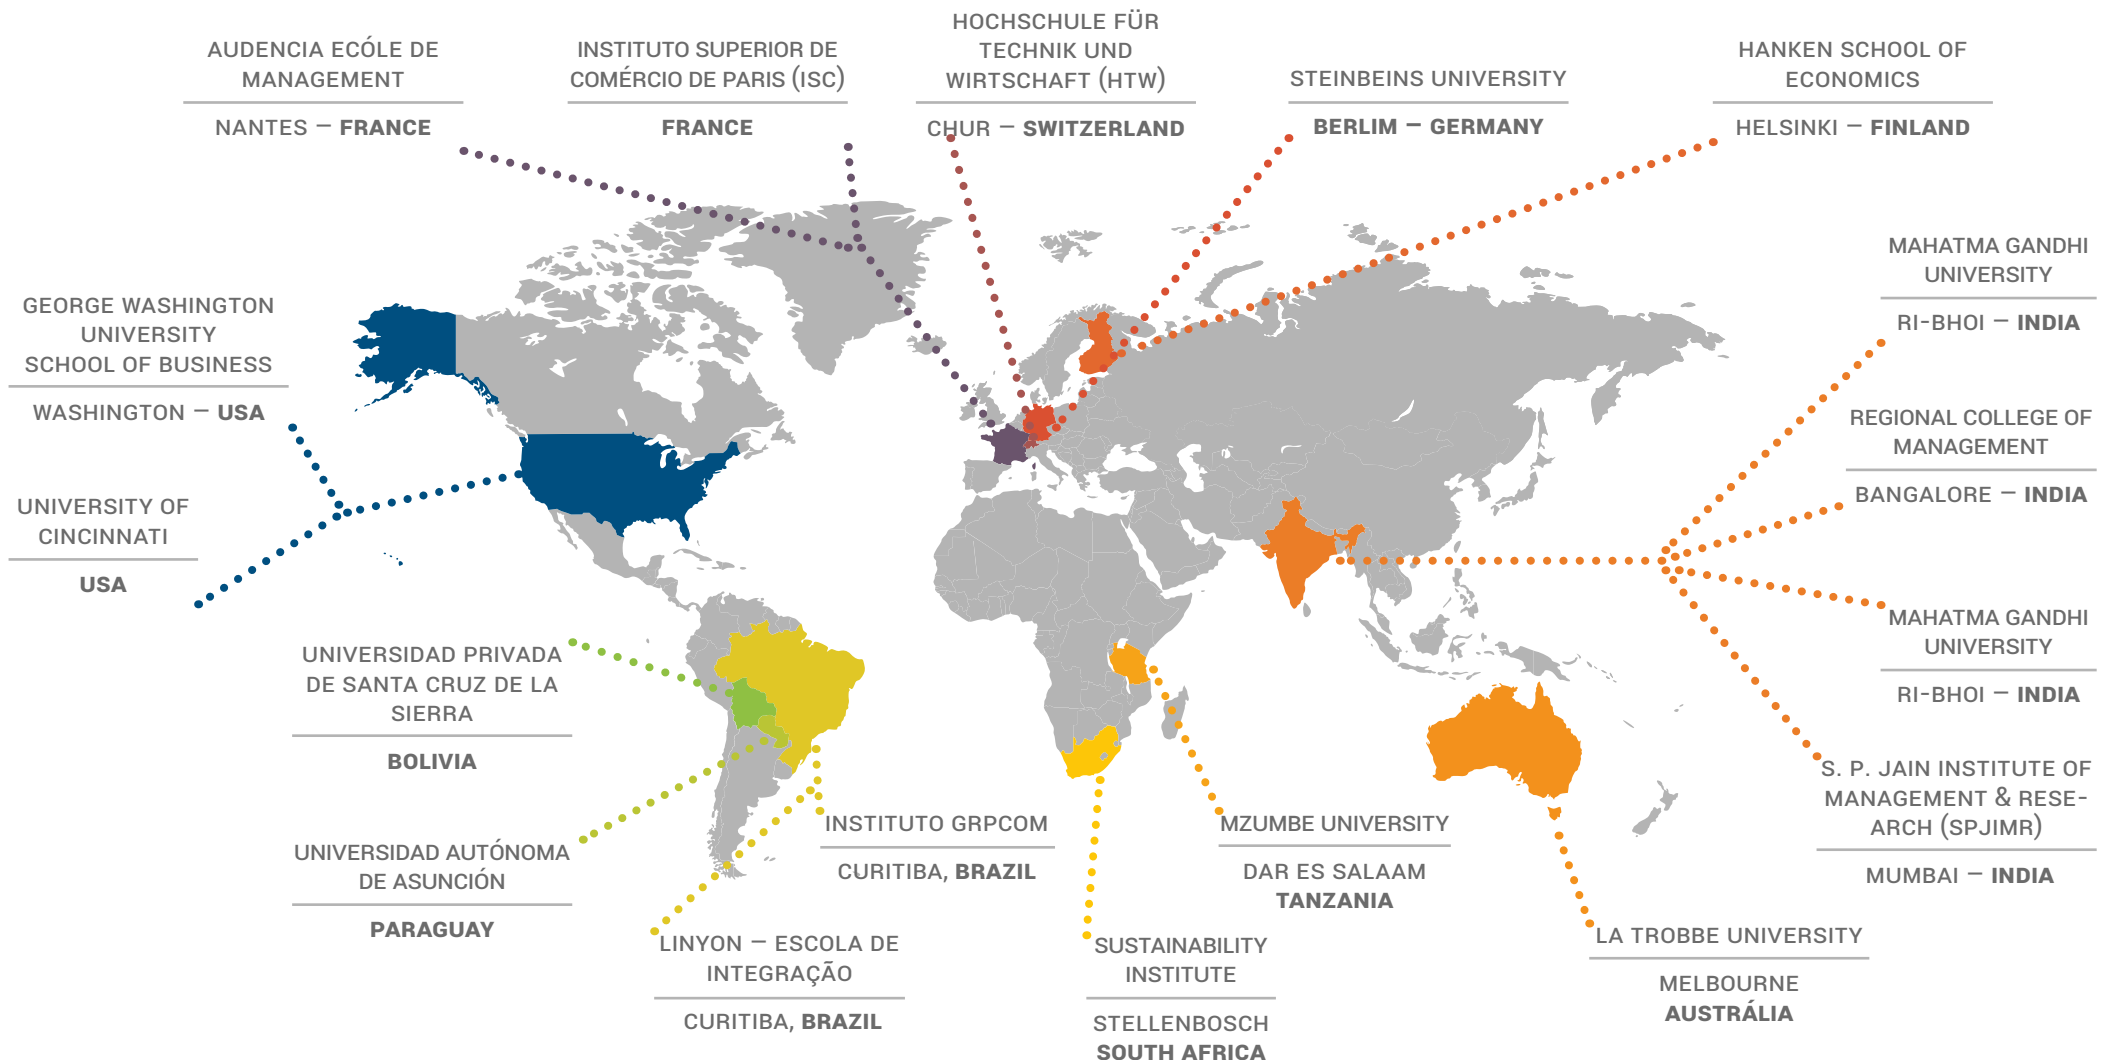 AUDENCIA ECÓLE DE
MANAGEMENT
NANTES – FRANCE
INSTITUTO SUPERIOR DE
COMÉRCIO DE PARIS (ISC)
FRANCE
HOCHSCHULE FÜR
TECHNIK UND
WIRTSCHAFT (HTW)
CHUR – SWITZERLAND
STEINBEINS UNIVERSITY
BERLIM – GERMANY
HANKEN SCHOOL OF
ECONOMICS
HELSINKI – FINLAND
GEORGE WASHINGTON
UNIVERSITY
SCHOOL OF BUSINESS
WASHINGTON – USA
UNIVERSITY OF
CINCINNATI
USA
MAHATMA GANDHI
UNIVERSITY
RI-BHOI – INDIA
REGIONAL COLLEGE OF
MANAGEMENT
BANGALORE – INDIA
MAHATMA GANDHI
UNIVERSITY
RI-BHOI – INDIA
S. P. JAIN INSTITUTE OF
MANAGEMENT & RESE-
ARCH (SPJIMR)
MUMBAI – INDIA
UNIVERSIDAD PRIVADA
DE SANTA CRUZ DE LA
SIERRA
BOLIVIA
UNIVERSIDAD AUTÓNOMA
DE ASUNCIÓN
PARAGUAY
INSTITUTO GRPCOM
CURITIBA, BRAZIL
LINYON – ESCOLA DE
INTEGRAÇÃO
CURITIBA, BRAZIL
MZUMBE UNIVERSITY
DAR ES SALAAM
TANZANIA
SUSTAINABILITY
INSTITUTE
STELLENBOSCH
SOUTH AFRICA
LA TROBBE UNIVERSITY
MELBOURNE
AUSTRÁLIA